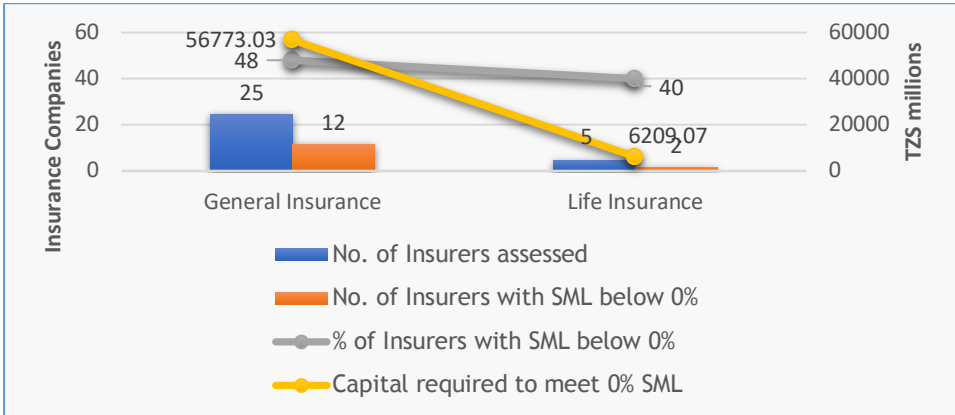 Insurance Companies
60
40
20
0
56773.03
48
25
12
40
5
6209.07
2
60000
40000
20000
0
TZS millions
General Insurance
Life Insurance
No. of Insurers assessed
No. of Insurers with SML below 0%
% of Insurers with SML below 0%
Capital required to meet 0% SML